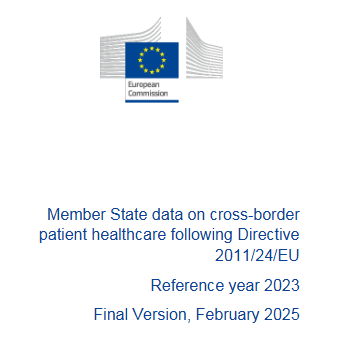 European
Commission
Member State data on cross-border
patient healthcare following Directive
2011/24/EU
Reference year 2023
Final Version, February 2025